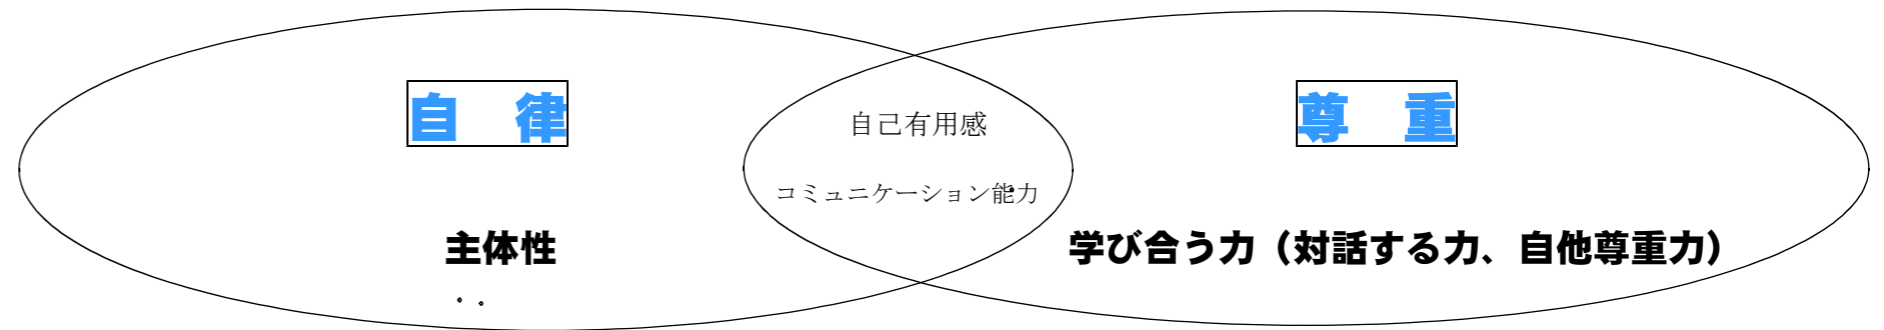 自　律
自己有用感
尊　重
コミュニケーション能力
主体性
学び合う力（対話する力、自他尊重力）